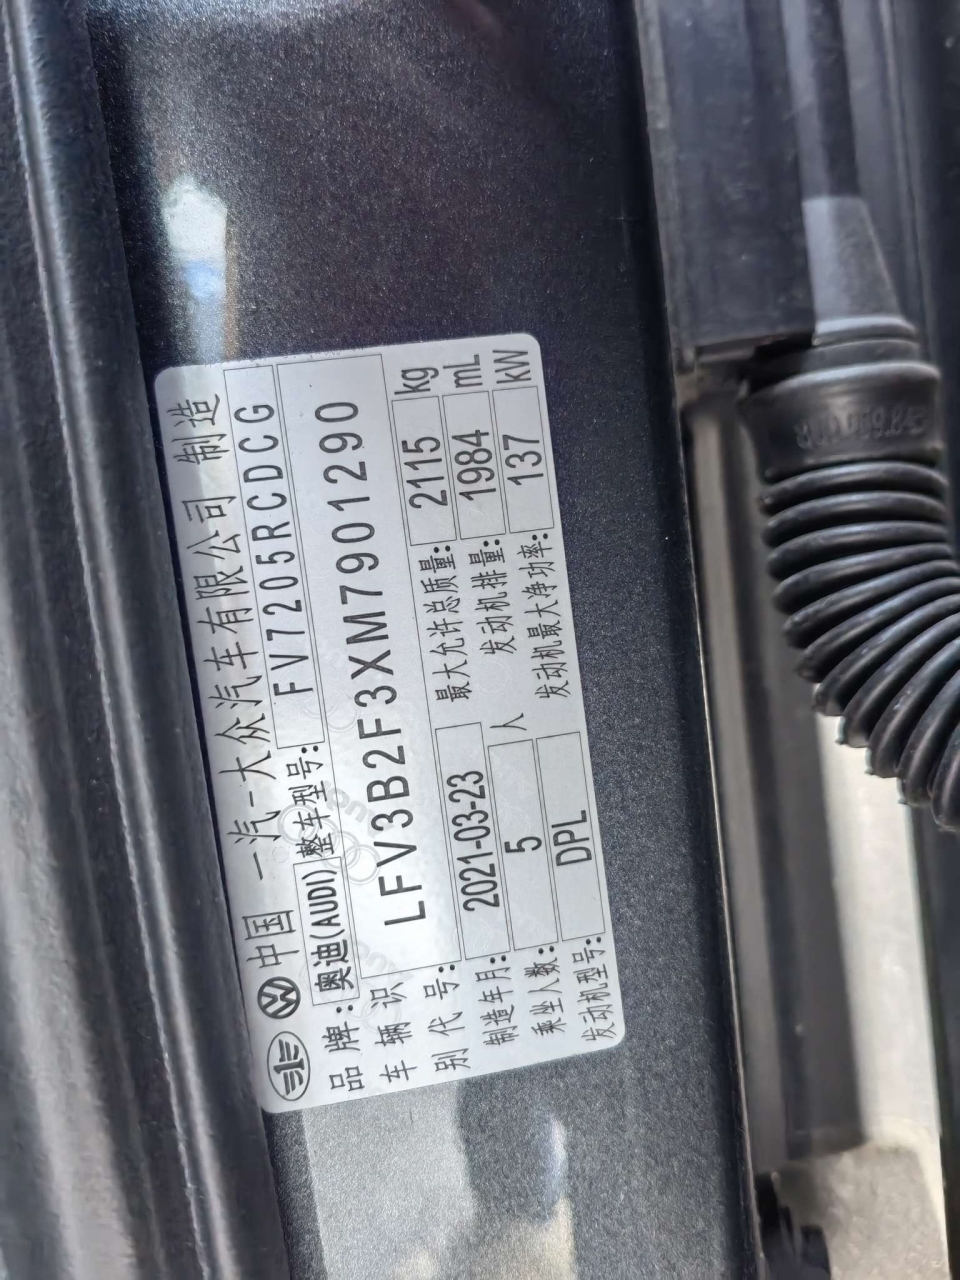 中国 一汽-大众汽车有限公司 制造
品牌: 奥迪(AUDI) 整车型号: FV7205RCDCG
车辆识别代号: LFV3B2F3XM7901290
制造年月: 2021-03-23 最大允许总质量: 2115 kg
乘坐人数: 5 人 发动机排量: 1984 mL
发动机型号: DPL 发动机最大净功率: 137 kW